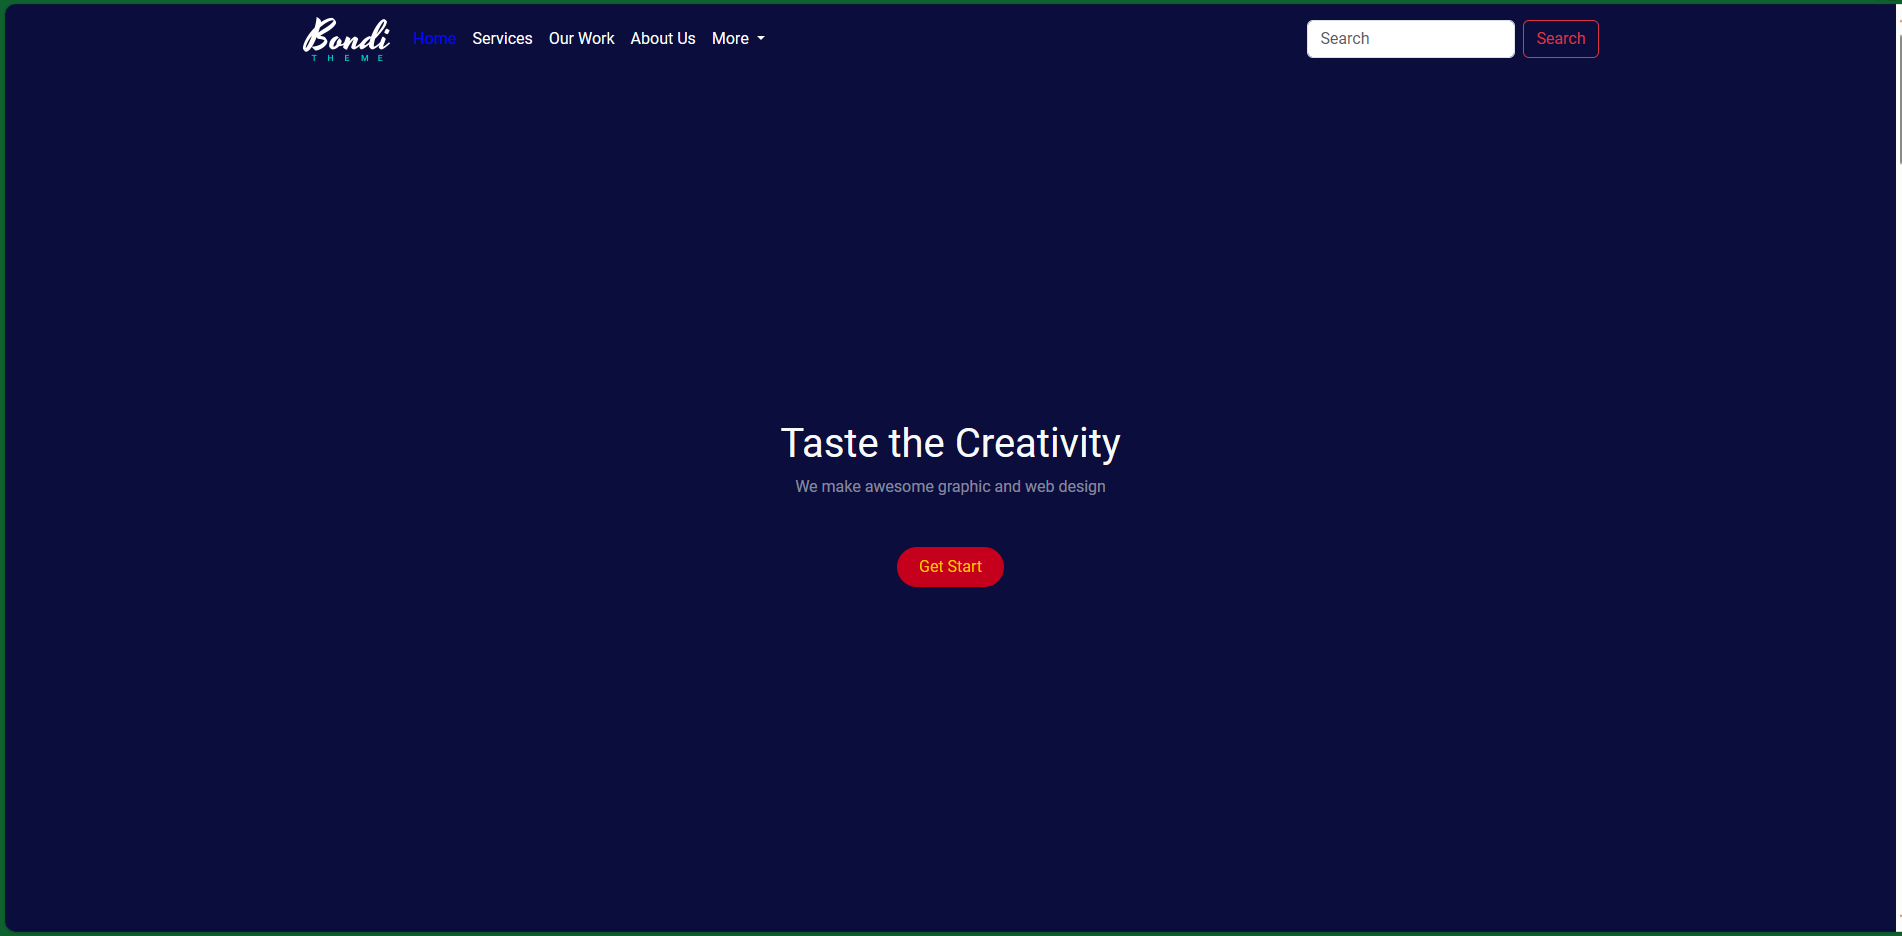 Bondi
THEME
Home Services Our Work About Us More
Search Search
Taste the Creativity
We make awesome graphic and web design
Get Start